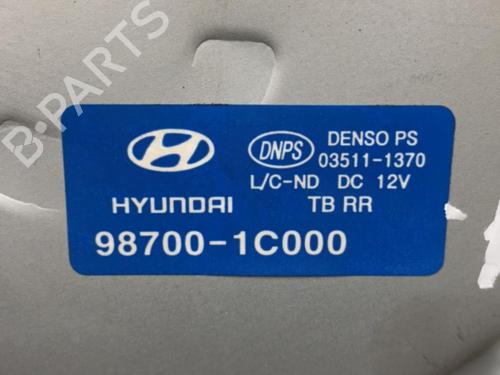 B-PARTS
DNPS DENSO PS
03511-1370
L/C-ND DC 12V
HYUNDAI TB RR
98700-1C000